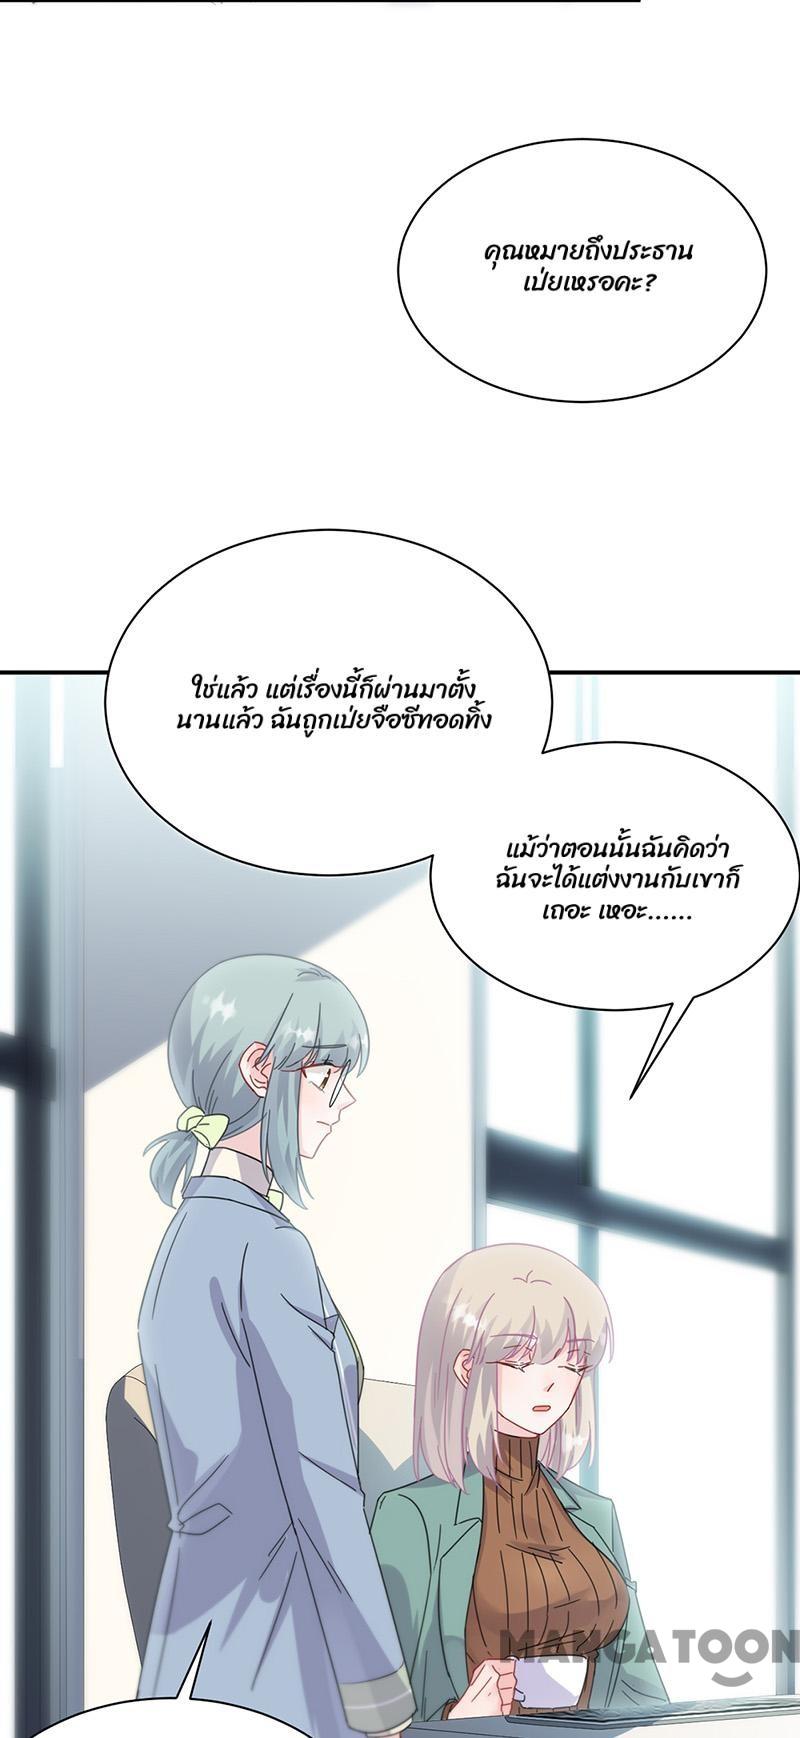 คุณหมายถึงประธาน
เป่ยเหรอคะ?
ใช่แล้ว แต่เรื่องนี้ก็ผ่านมาตั้ง
นานแล้ว ฉันถูกเป่ยจือซีทอดทิ้ง
แม้ว่าตอนนั้นฉันคิดว่า
ฉันจะได้แต่งงานกับเขาก็
เถอะ เหอะ......
MANGATOON